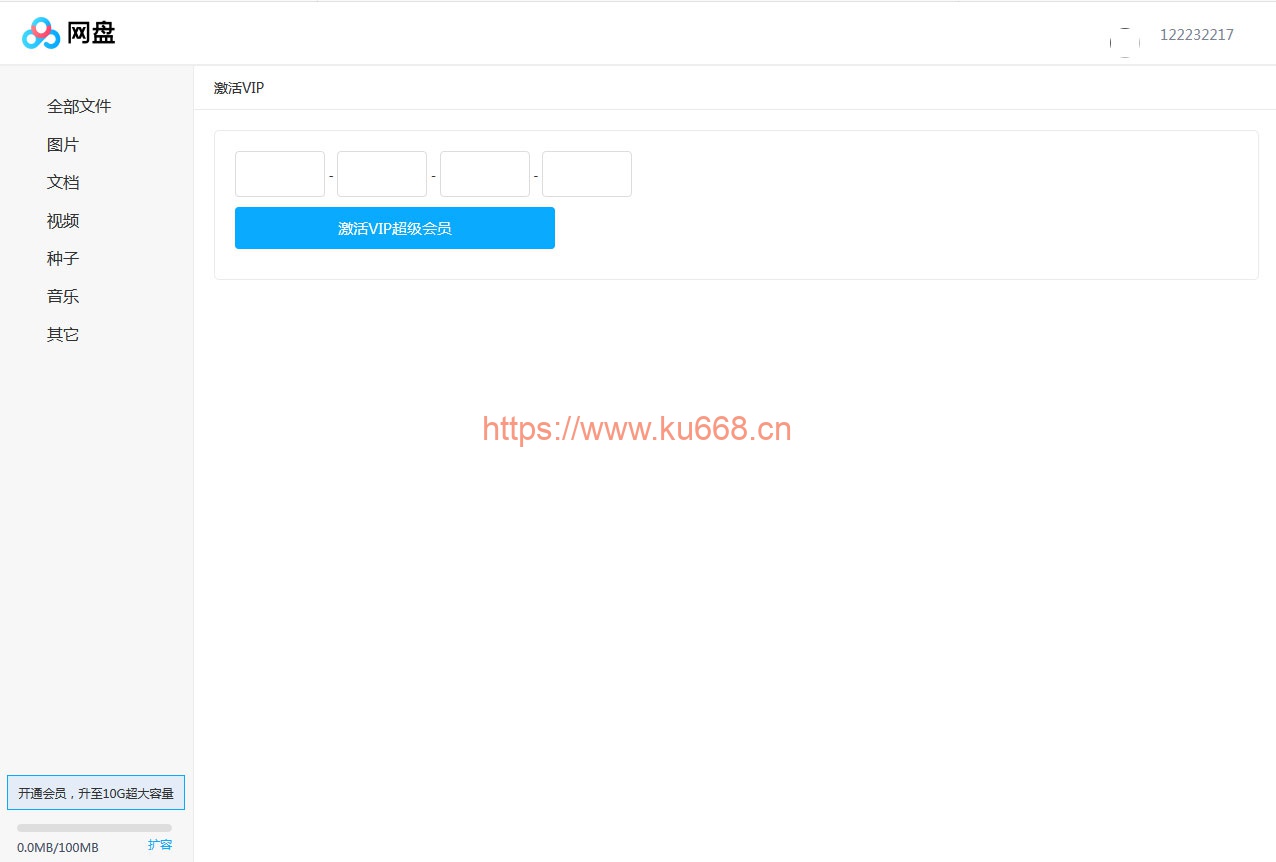 网盘
122232217
全部文件
图片
文档
视频
种子
音乐
其它
激活VIP
- - -
激活VIP超级会员
https://www.ku668.cn
开通会员，升至10G超大容量
0.0MB/100MB 扩容